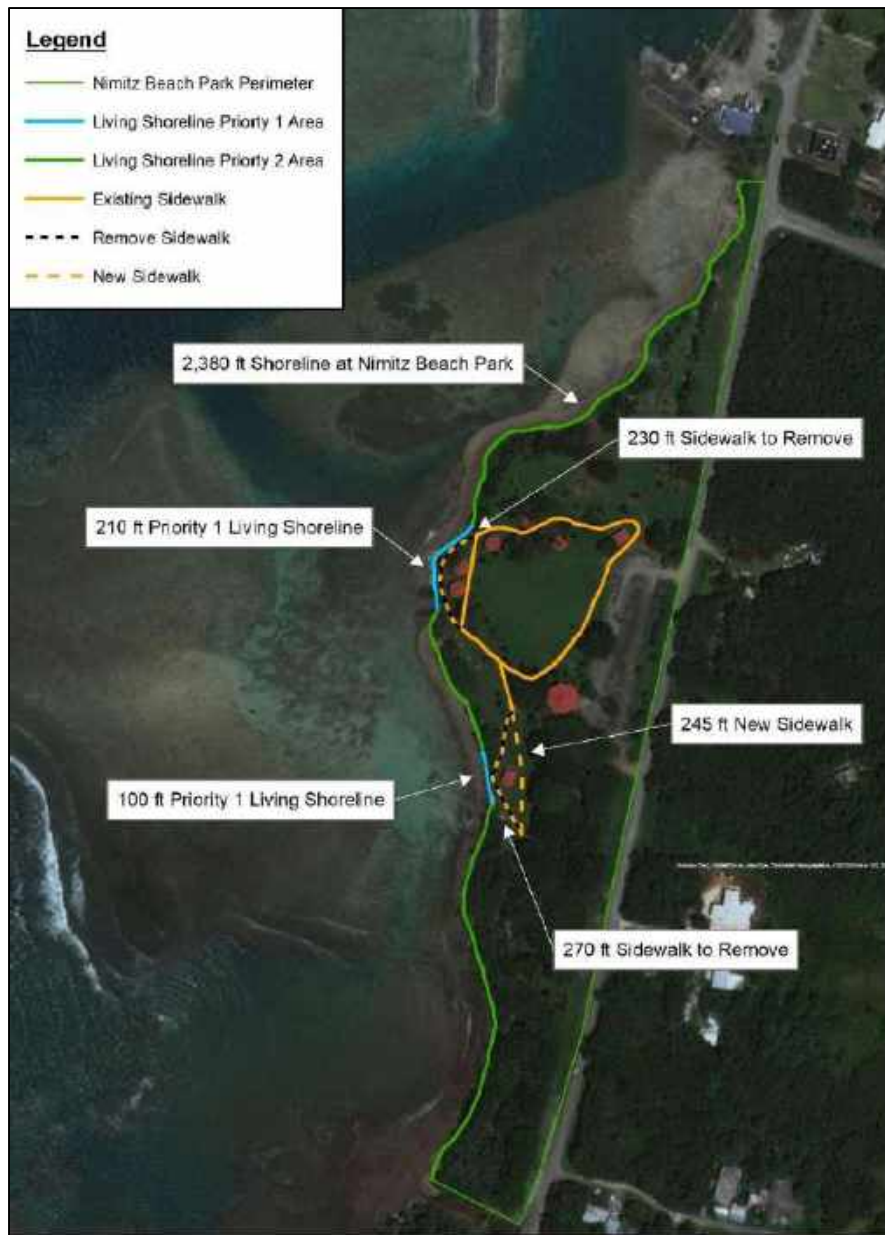 Legend
Nimitz Beach Park Perimeter
Living Shoreline Priorty 1 Area
Living Shoreline Priorty 2 Area
Existing Sidewalk
Remove Sidewalk
New Sidewalk
2,380 ft Shoreline at Nimitz Beach Park
230 ft Sidewalk to Remove
210 ft Priority 1 Living Shoreline
245 ft New Sidewalk
100 ft Priority 1 Living Shoreline
270 ft Sidewalk to Remove